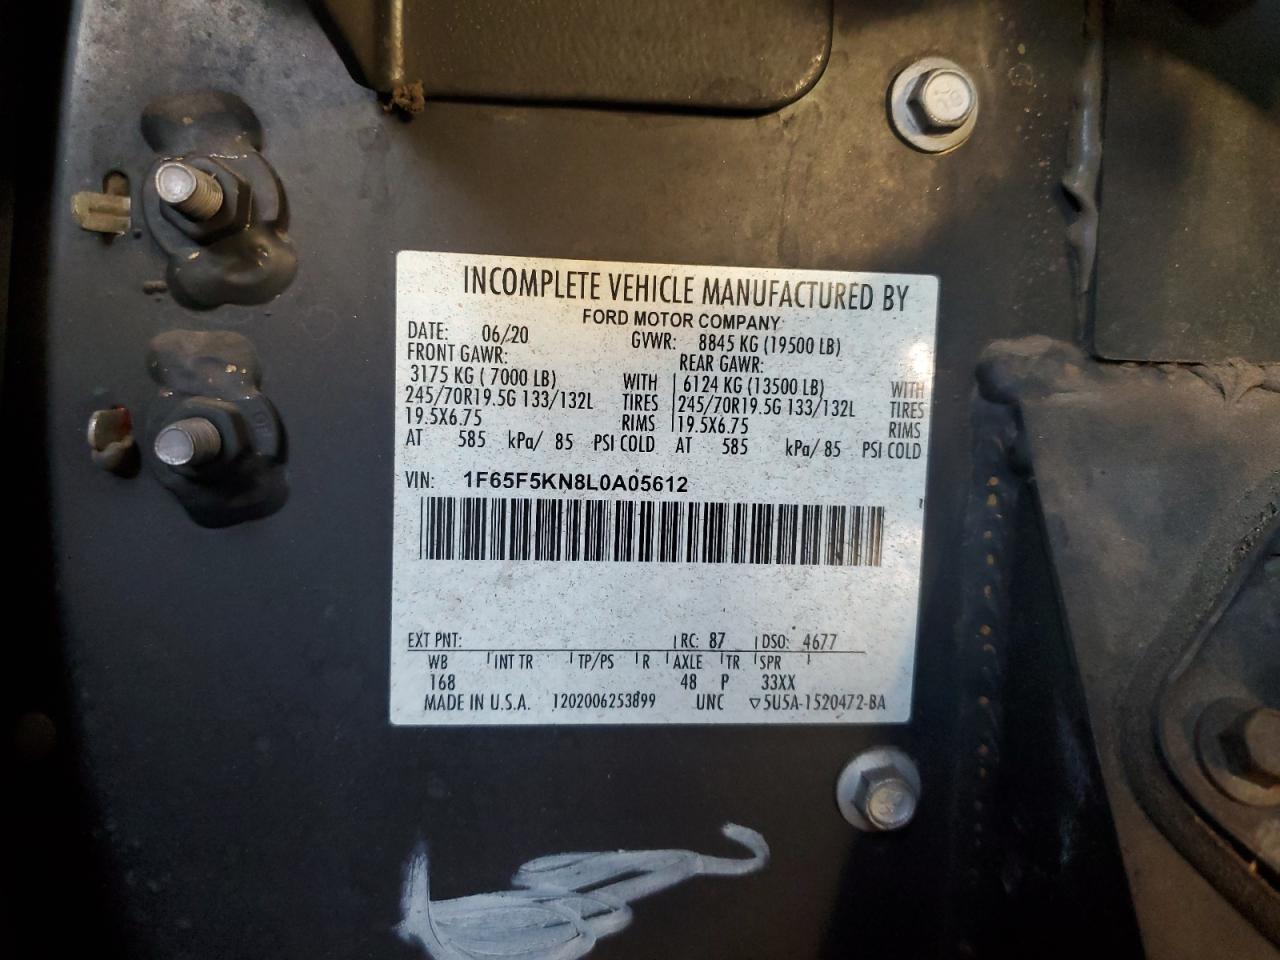 INCOMPLETE VEHICLE MANUFACTURED BY
FORD MOTOR COMPANY
DATE: 06/20 GVWR: 8845 KG (19500 LB)
FRONT GAWR: REAR GAWR:
3175 KG ( 7000 LB) WITH 6124 KG (13500 LB) WITH
245/70R19.5G 133/132L TIRES 245/70R19.5G 133/132L TIRES
19.5X6.75 RIMS 19.5X6.75 RIMS
AT 585 kPa/ 85 PSI COLD AT 585 kPa/ 85 PSI COLD
VIN: 1F65F5KN8L0A05612
EXT PNT: RC: 87 DSO: 4677
WB INT TR TP/PS R AXLE TR SPR
168 48 P 33XX
MADE IN U.S.A. 1202006253899 UNC ▽5U5A-1520472-BA